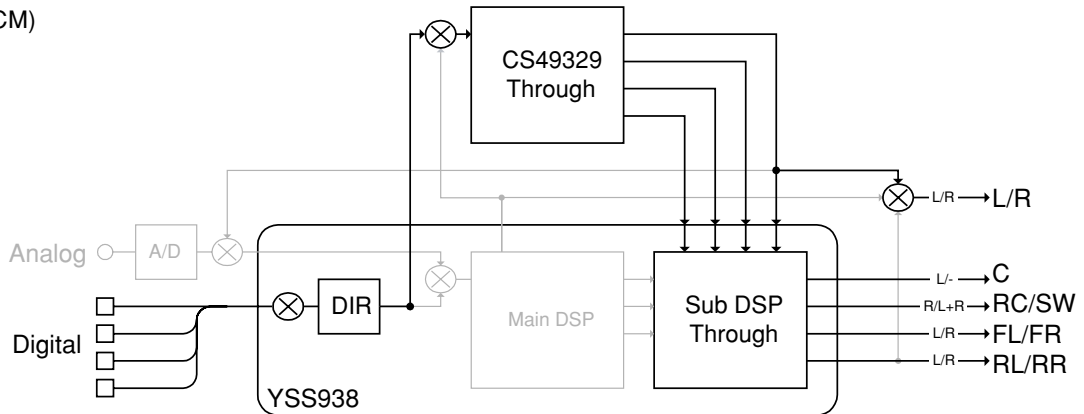 CM)
CS49329
Through
L/R L/R
Analog A/D
L/- C
DIR Main DSP Sub DSP
Through R/L+R RC/SW
Digital L/R FL/FR
L/R RL/RR
YSS938